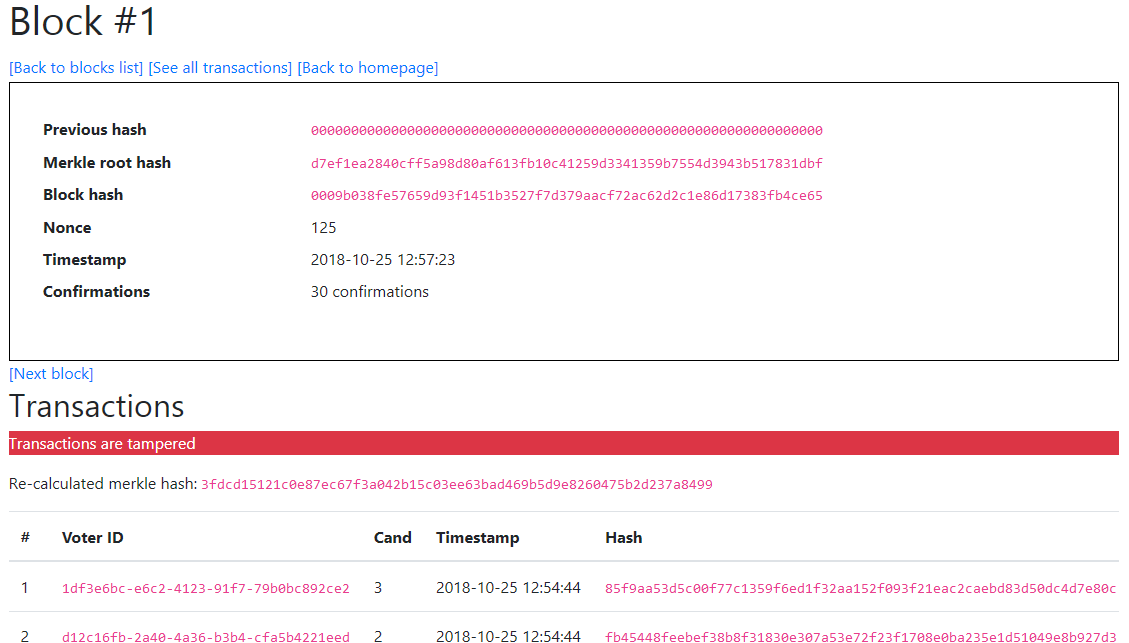 Block #1
[Back to blocks list] [See all transactions] [Back to homepage]
Previous hash 0000000000000000000000000000000000000000000000000000000000000000
Merkle root hash d7ef1ea2840cff5a98d80af613fb10c41259d3341359b7554d3943b517831dbf
Block hash 0009b038fe57659d93f1451b3527f7d379aacf72ac62d2c1e86d17383fb4ce65
Nonce 125
Timestamp 2018-10-25 12:57:23
Confirmations 30 confirmations
[Next block]
Transactions
Transactions are tampered
Re-calculated merkle hash: 3fdcd15121c0e87ec67f3a042b15c03ee63bad469b5d9e8260475b2d237a8499
# Voter ID Cand Timestamp Hash
1 1df3e6bc-e6c2-4123-91f7-79b0bc892ce2 3 2018-10-25 12:54:44 85f9aa53d5c00f77c1359f6ed1f32aa152f093f21eac2caebd83d50dc4d7e80c
2 d12c16fb-2a40-4a36-b3b4-cfa5b4221eed 2 2018-10-25 12:54:44 fb45448feebef38b8f31830e307a53e72f23f1708e0ba235e1d51049e8b927d3